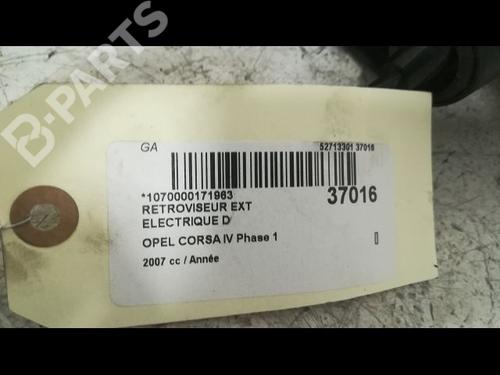 B-PARTS
GA 52713301 37016
*1070000171963 37016
RETROVISEUR EXT
ELECTRIQUE D
OPEL CORSA IV Phase 1
2007 cc / Année